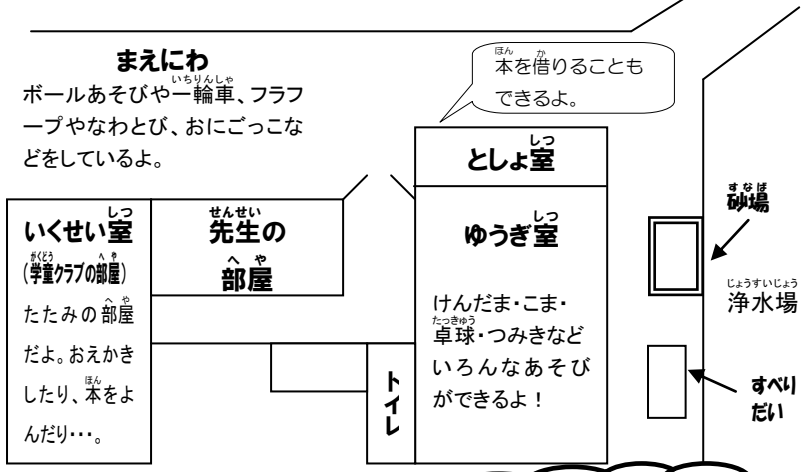 まえにわ
ボールあそびや一輪車、フラフ
ープやなわとび、おにごっこな
どをしているよ。
本を借りることも
できるよ。
としょ室
いくせい室
(学童クラブの部屋)
たたみの部屋
だよ。おえかき
したり、本をよ
んだり・・・。
先生の
部屋
トイレ
ゆうぎ室
けんだま・こま・
卓球・つみきなど
いろんなあそび
ができるよ！
砂場
浄水場
すべり
だい